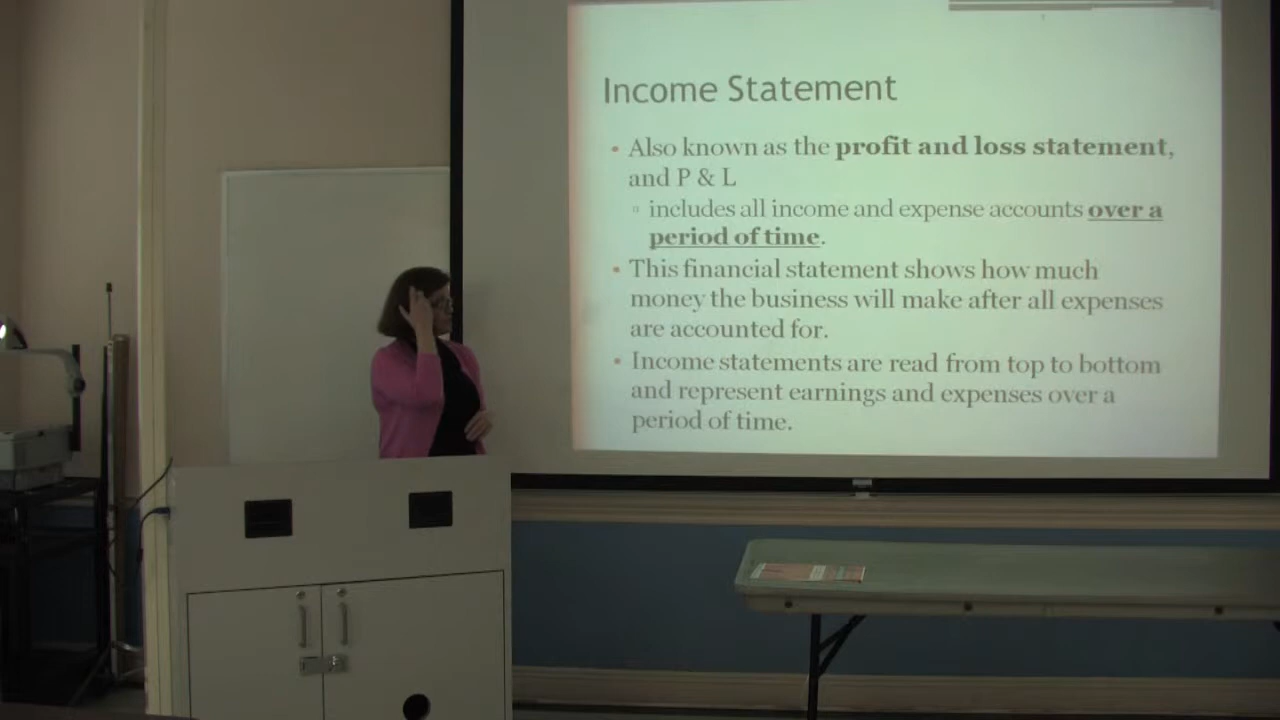 Income Statement
• Also known as the profit and loss statement,
and P & L
▫ includes all income and expense accounts over a
period of time.
• This financial statement shows how much
money the business will make after all expenses
are accounted for.
• Income statements are read from top to bottom
and represent earnings and expenses over a
period of time.